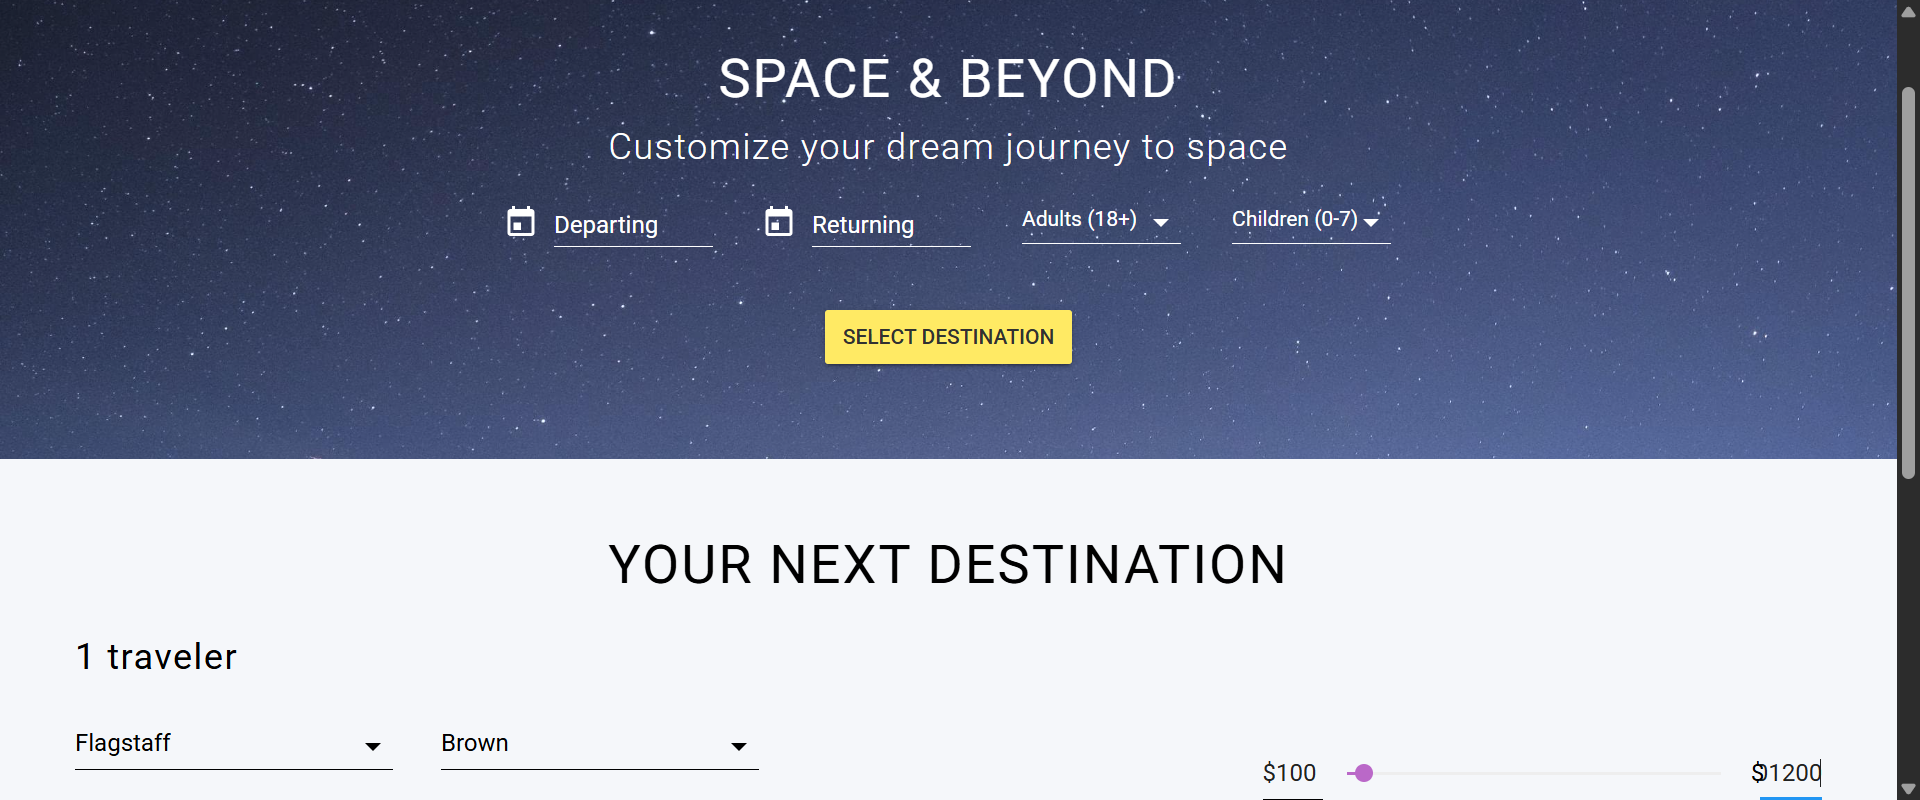 SPACE & BEYOND
Customize your dream journey to space
Departing
Returning
Adults (18+)
Children (0-7)
SELECT DESTINATION
YOUR NEXT DESTINATION
1 traveler
Flagstaff
Brown
$100
$01200